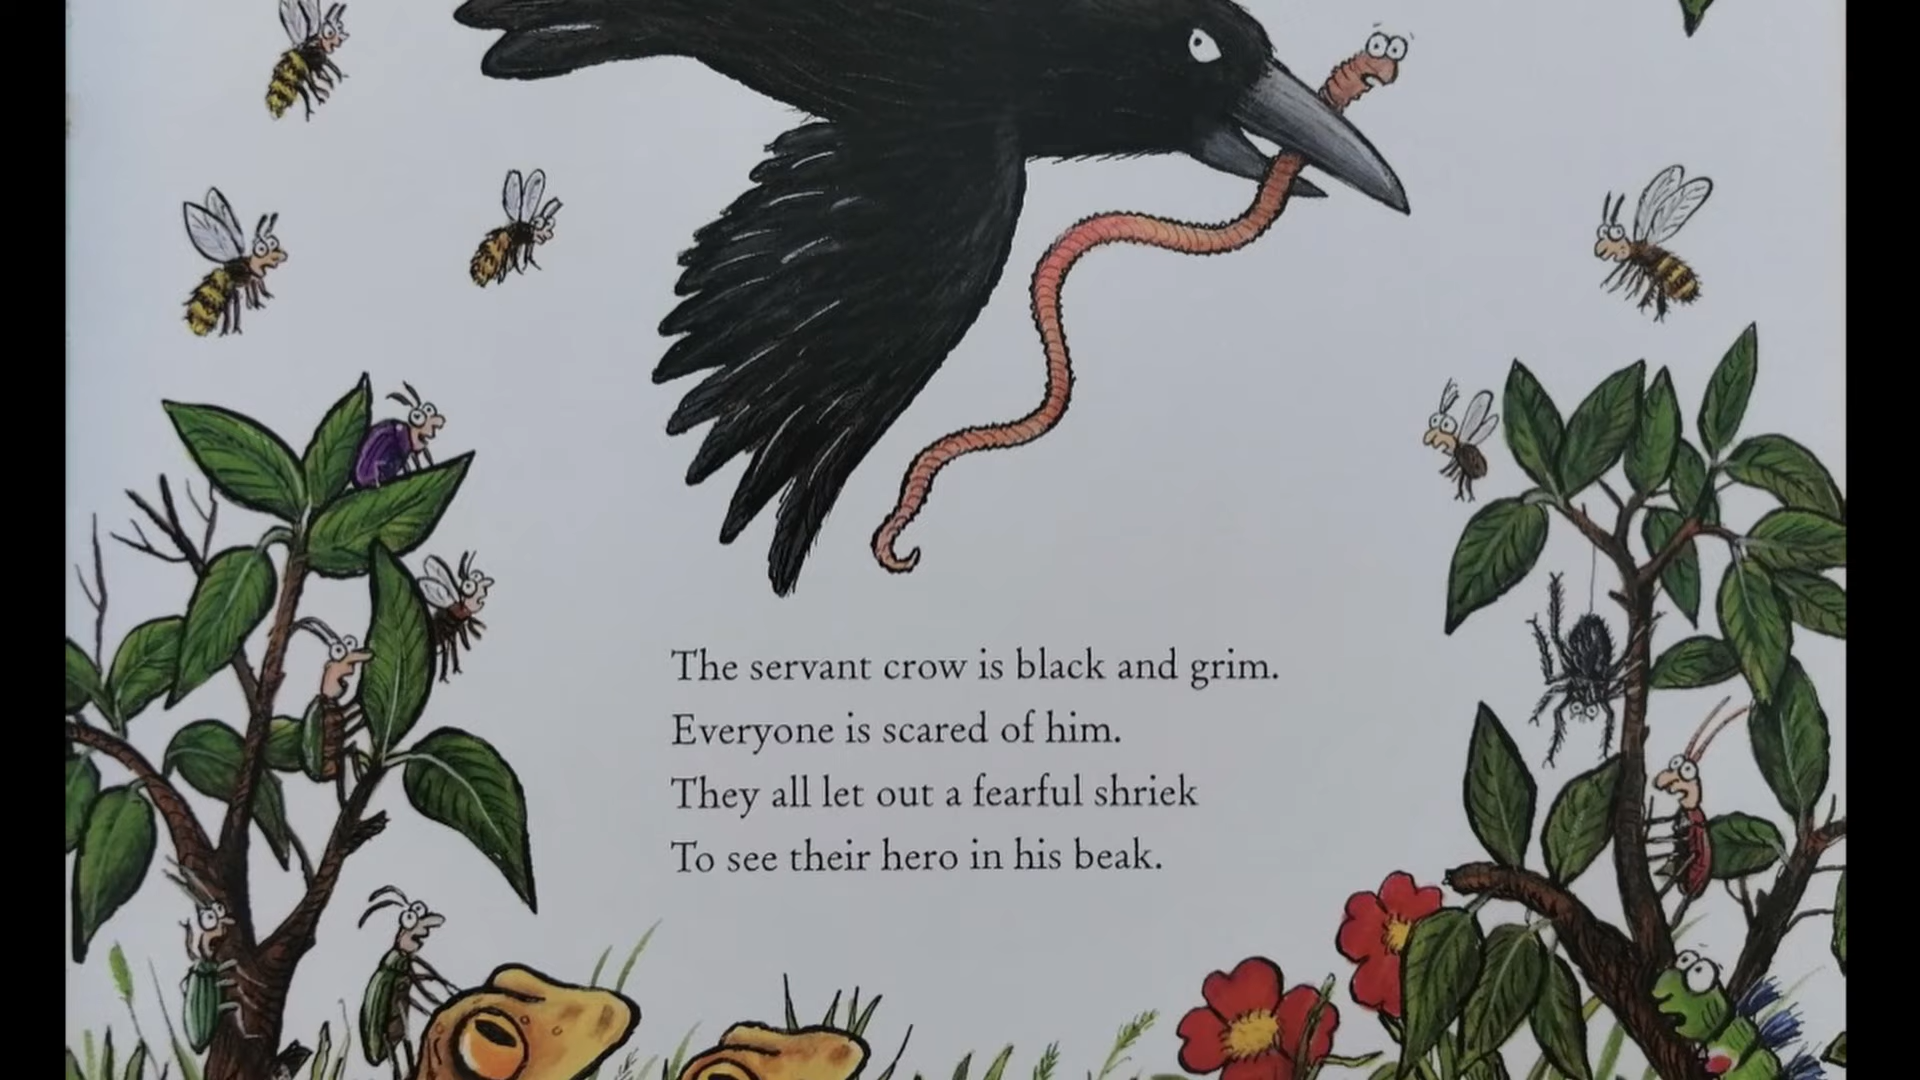 The servant crow is black and grim.
Everyone is scared of him.
They all let out a fearful shriek
To see their hero in his beak.